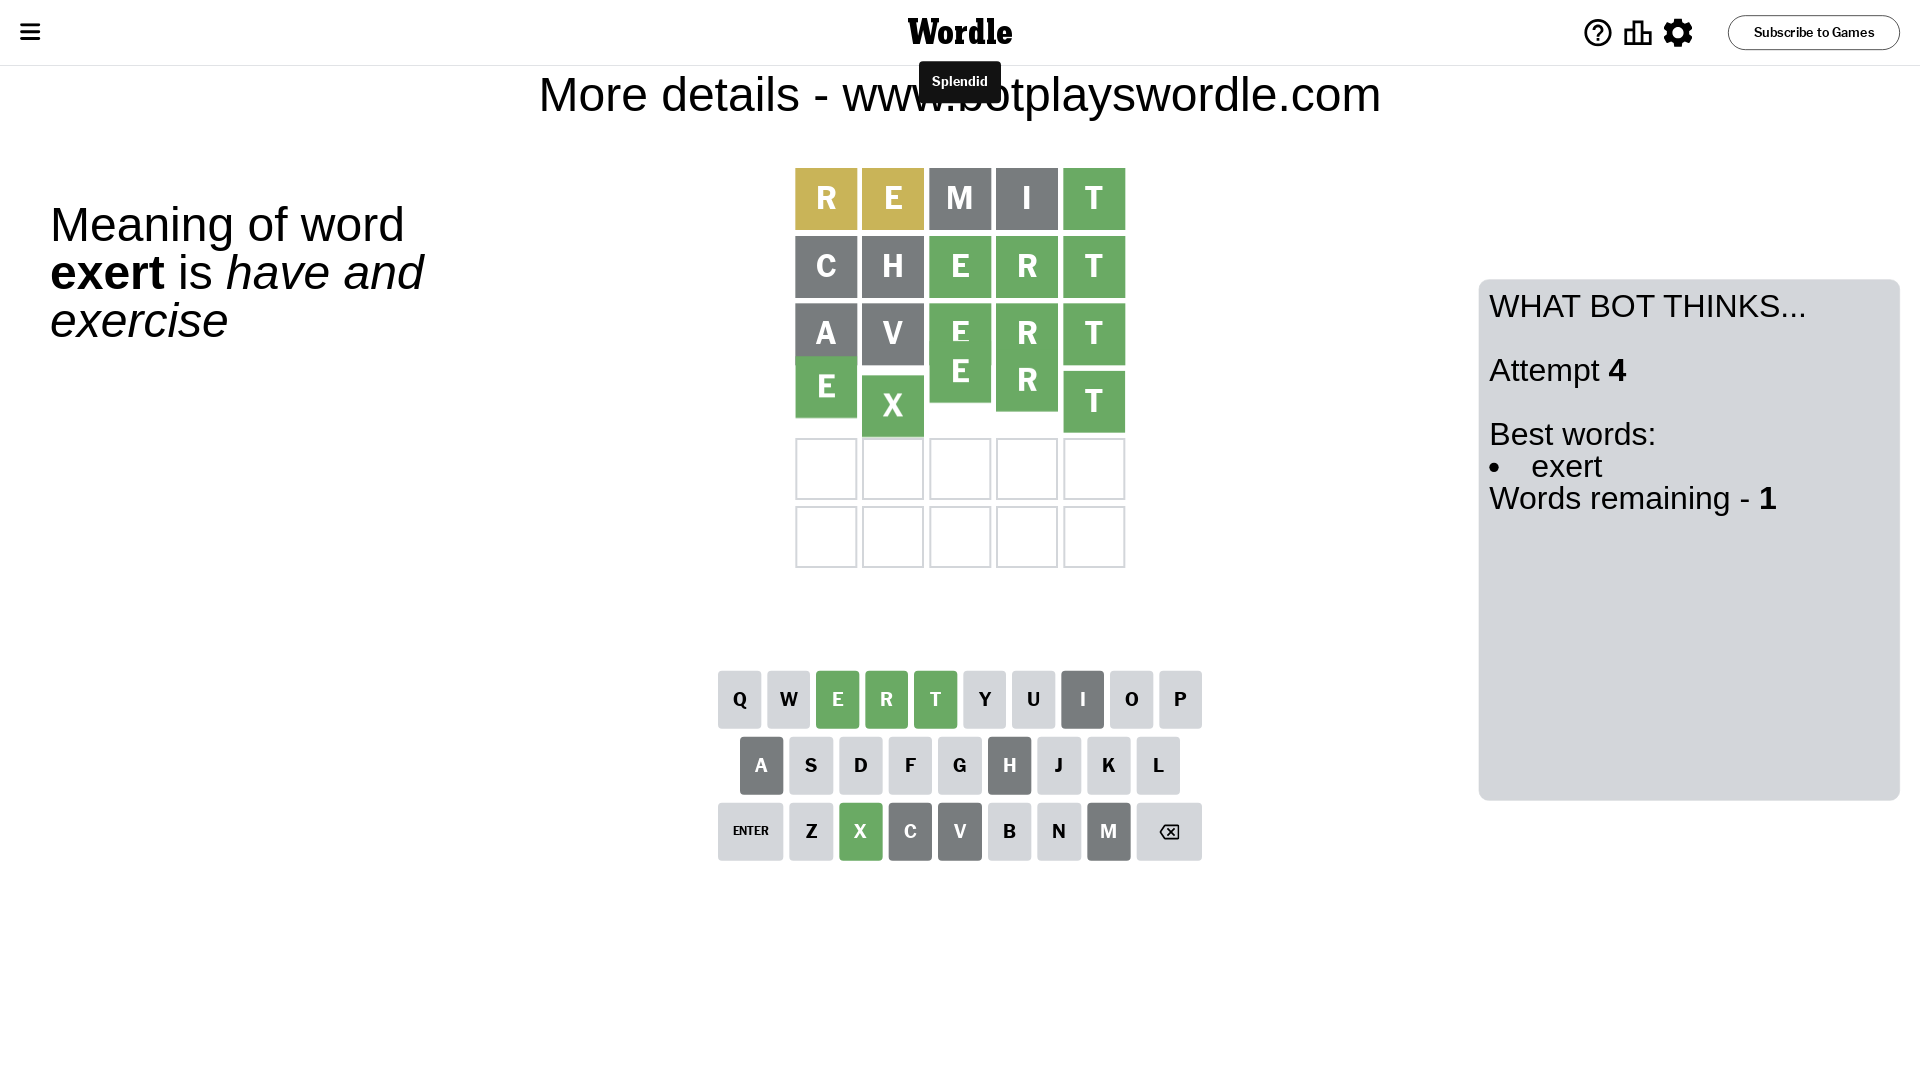 Wordle
Subscribe to Games
Splendid
More details - www.botplayswordle.com
Meaning of word
exert is have and
exercise
R E M I T
C H E R T
A V E R T
E X E R T
WHAT BOT THINKS...
Attempt 4
Best words:
• exert
Words remaining - 1
Q W E R T Y U I O P
A S D F G H J K L
ENTER Z X C V B N M